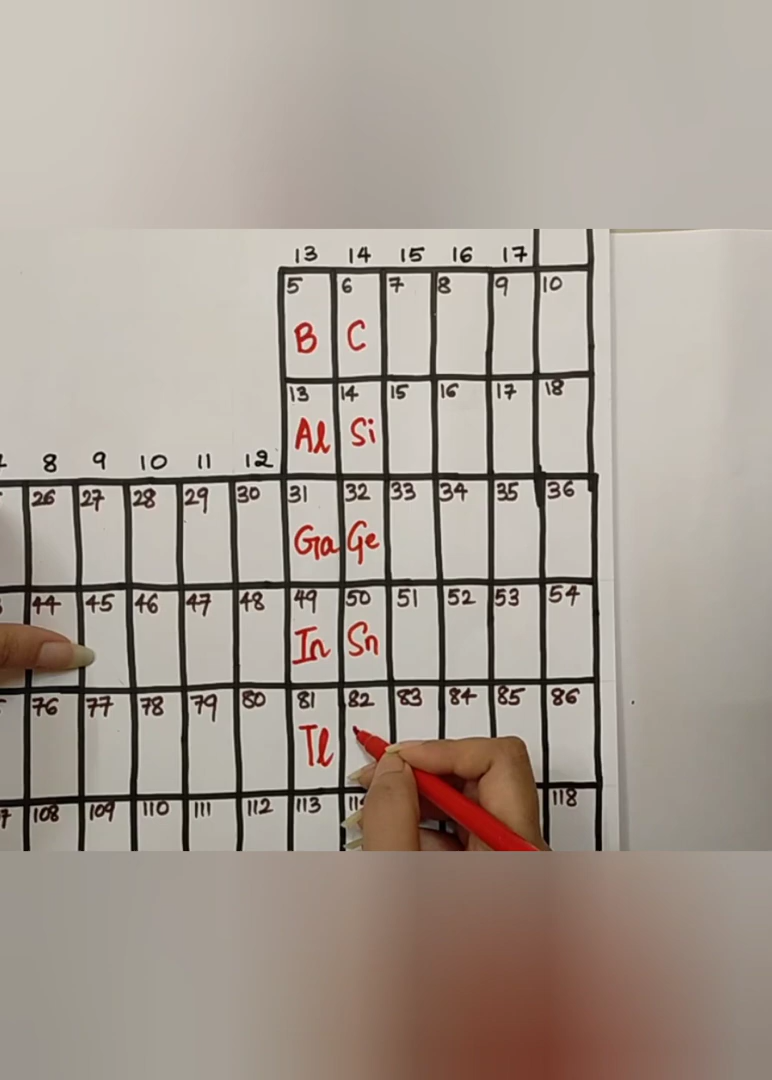 13 14 15 16 17
5 6 7 8 9 10
B C
13 14 15 16 17 18
Al Si
8 9 10 11 12
26 27 28 29 30 31 32 33 34 35 36
Ga Ge
44 45 46 47 48 49 50 51 52 53 54
In Sn
76 77 78 79 80 81 82 83 84 85 86
Tl
108 109 110 111 112 113 118